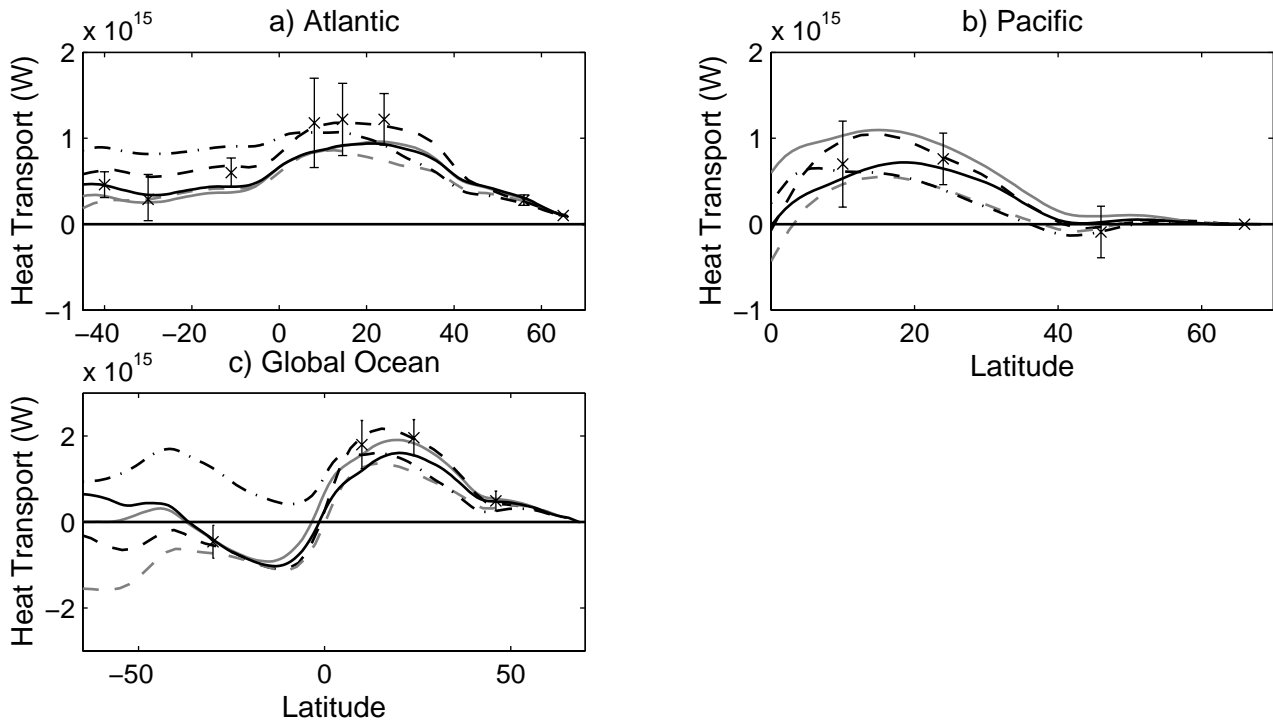 x 10^15
a) Atlantic
Heat Transport (W)
2
1
0
−1
−40 −20 0 20 40 60
x 10^15
b) Pacific
Heat Transport (W)
2
1
0
−1
0 20 40 60
Latitude
x 10^15
c) Global Ocean
Heat Transport (W)
2
0
−2
−50 0 50
Latitude